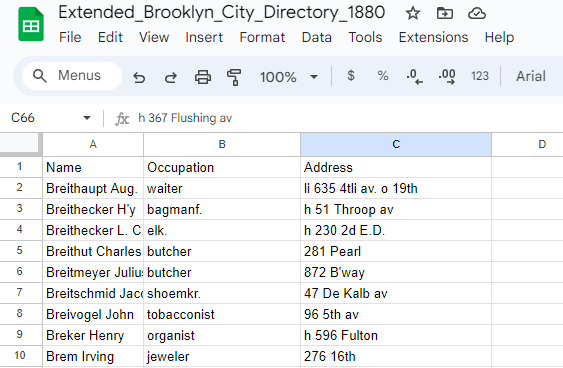 Extended_Brooklyn_City_Directory_1880
File Edit View Insert Format Data Tools Extensions Help
Menus 100% $ % .0 .00 123 Arial
C66 fx h 367 Flushing av
A B C D
1 Name Occupation Address
2 Breithaupt Aug. waiter li 635 4tli av. o 19th
3 Breithecker H'y bagmanf. h 51 Throop av
4 Breithecker L. C elk. h 230 2d E.D.
5 Breithut Charles butcher 281 Pearl
6 Breitmeyer Juliu butcher 872 B'way
7 Breitschmid Jaco shoemkr. 47 De Kalb av
8 Breivogel John tobacconist 96 5th av
9 Breker Henry organist h 596 Fulton
10 Brem Irving jeweler 276 16th